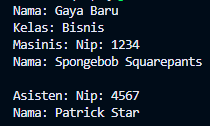 Nama: Gaya Baru
Kelas: Bisnis
Masinis: Nip: 1234
Nama: Spongebob Squarepants

Asisten: Nip: 4567
Nama: Patrick Star